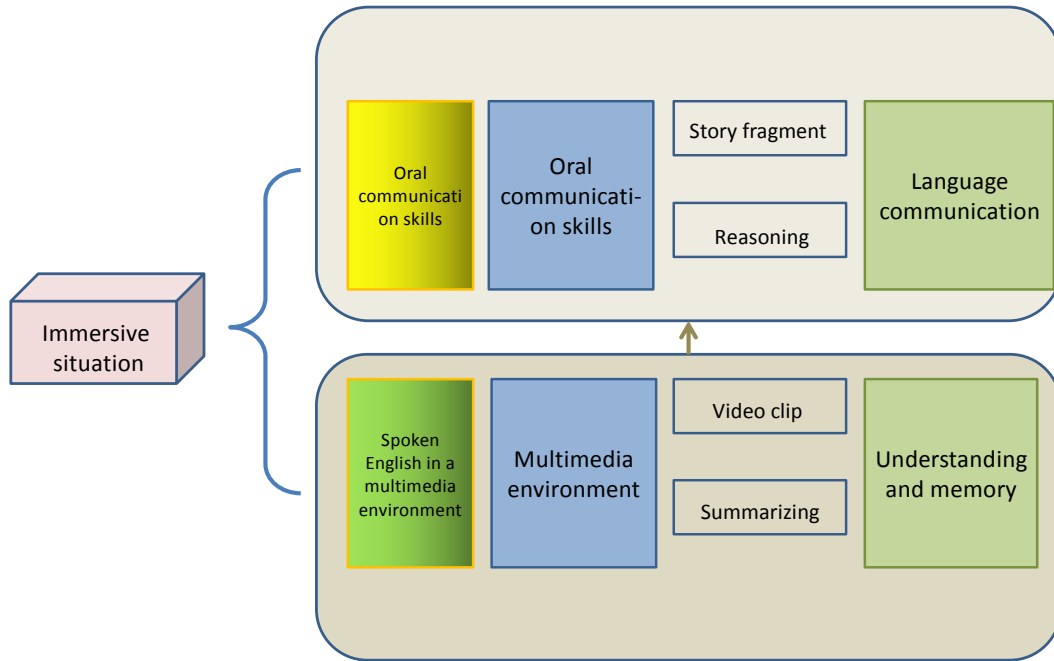 Immersive
situation
Oral
communicati
on skills
Oral
communicati-
on skills
Story fragment
Reasoning
Language
communication
Spoken
English in a
multimedia
environment
Multimedia
environment
Video clip
Summarizing
Understanding
and memory